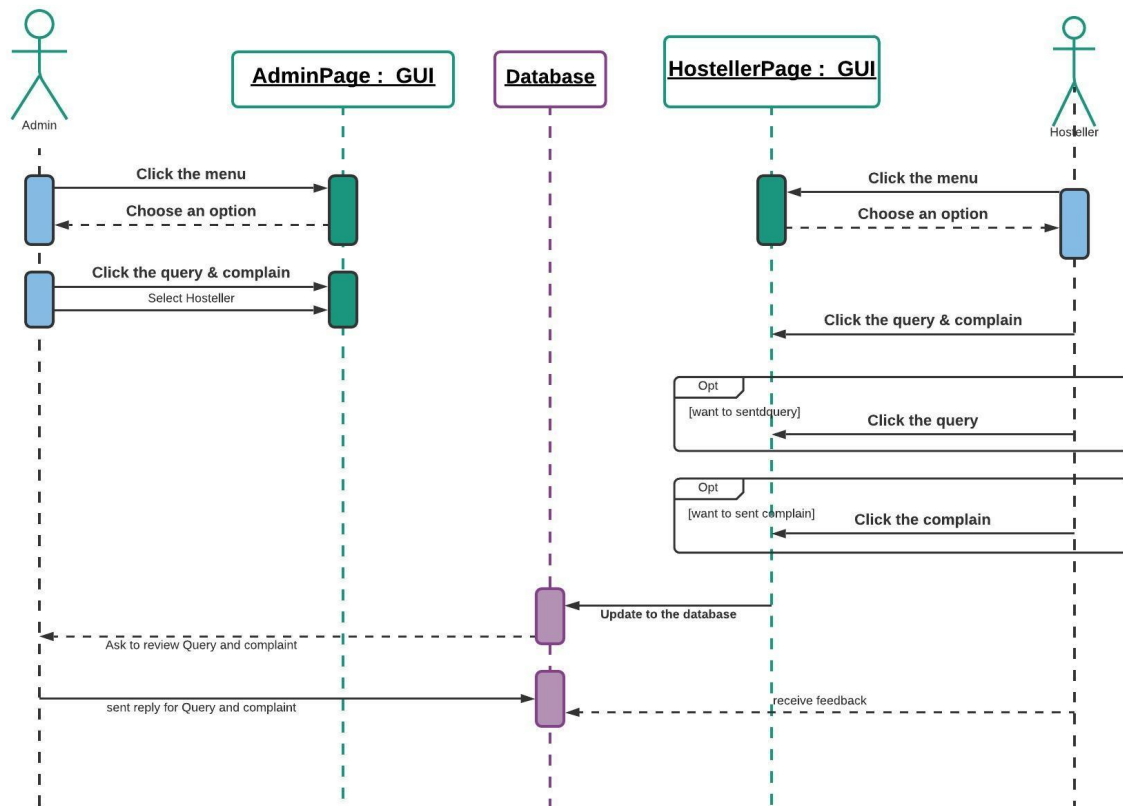 AdminPage :  GUI
Database
HostellerPage :  GUI
Admin
Hosteller
Click the menu
Choose an option
Click the menu
Choose an option
Click the query & complain
Select Hosteller
Click the query & complain
Opt
[want to sentdquery]
Click the query
Opt
[want to sent complain]
Click the complain
Update to the database
Ask to review Query and complaint
sent reply for Query and complaint
receive feedback